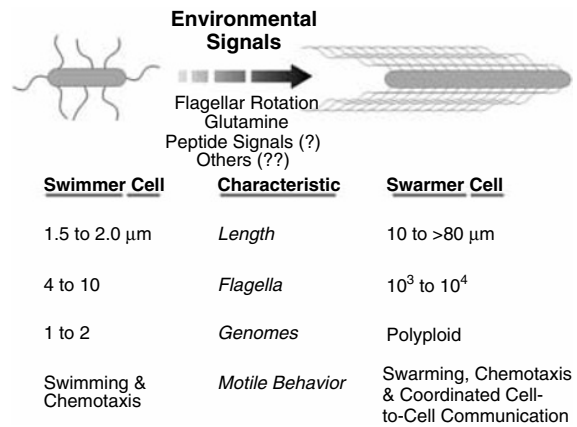 Environmental
Signals
Flagellar Rotation
Glutamine
Peptide Signals (?)
Others (??)
Swimmer Cell Characteristic Swarmer Cell
1.5 to 2.0 μm Length 10 to >80 μm
4 to 10 Flagella 10³ to 10⁴
1 to 2 Genomes Polyploid
Swimming & Chemotaxis Motile Behavior Swarming, Chemotaxis
& Coordinated Cell-
to-Cell Communication